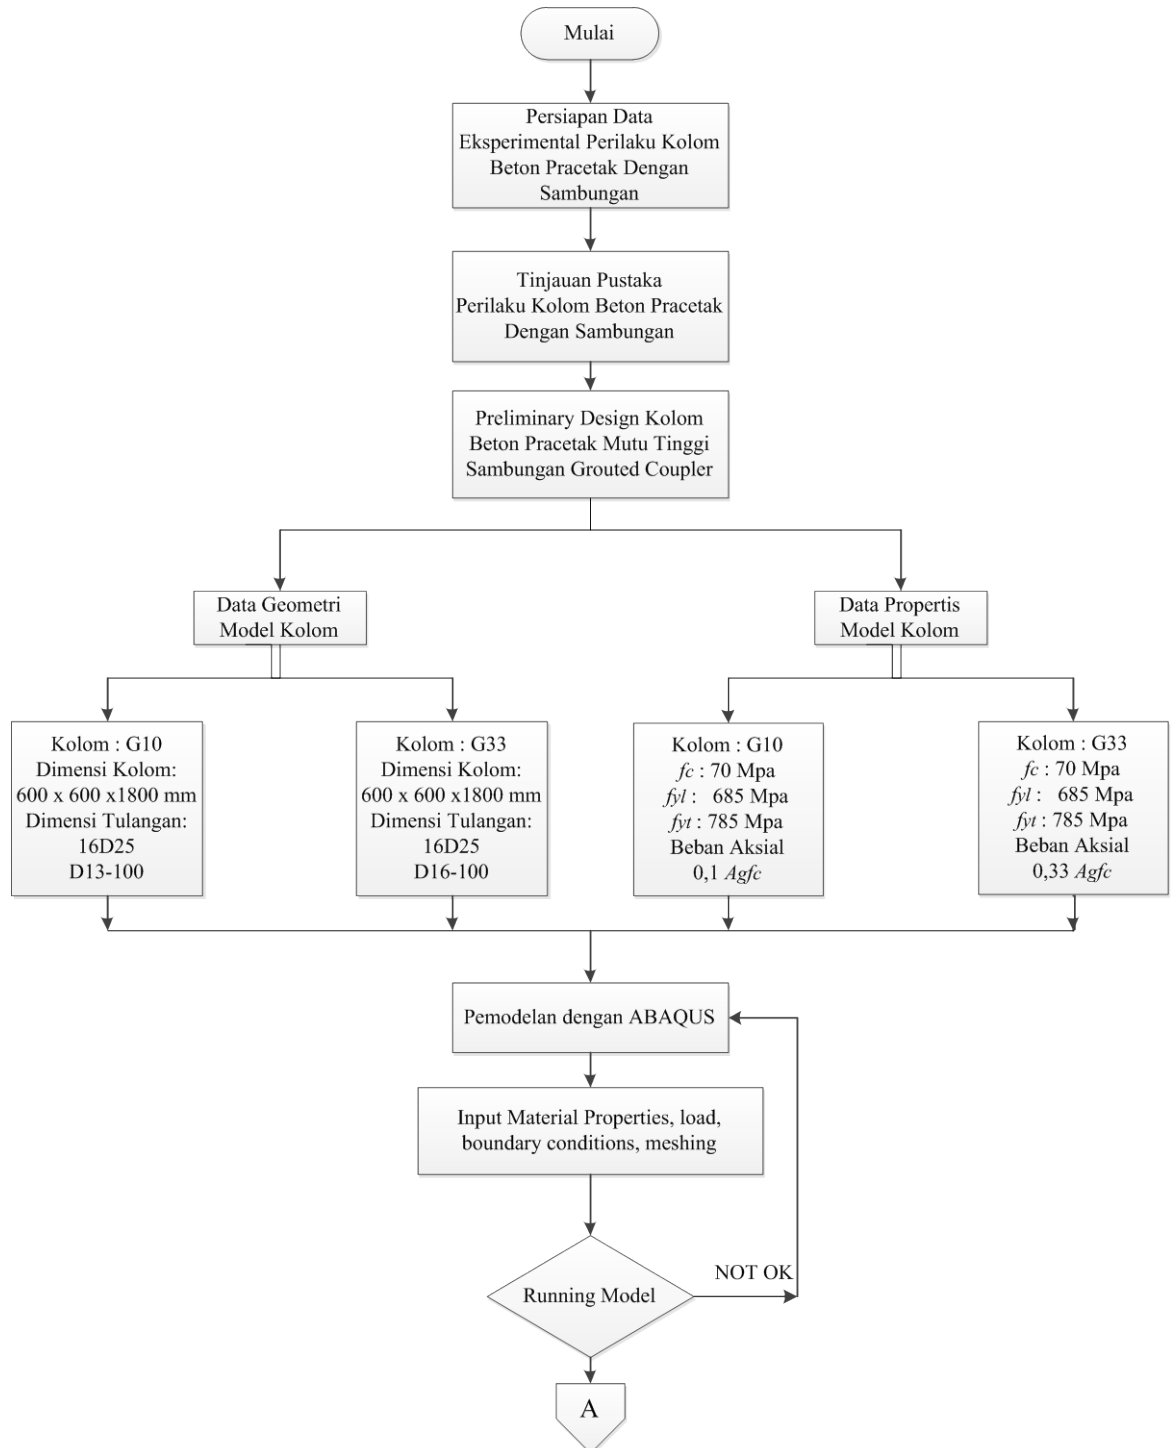 Mulai
Persiapan Data
Eksperimental Perilaku Kolom
Beton Pracetak Dengan
Sambungan
Tinjauan Pustaka
Perilaku Kolom Beton Pracetak
Dengan Sambungan
Preliminary Design Kolom
Beton Pracetak Mutu Tinggi
Sambungan Grouted Coupler
Data Geometri
Model Kolom
Data Propertis
Model Kolom
Kolom : G10
Dimensi Kolom:
600 x 600 x1800 mm
Dimensi Tulangan:
16D25
D13-100
Kolom : G33
Dimensi Kolom:
600 x 600 x1800 mm
Dimensi Tulangan:
16D25
D16-100
Kolom : G10
fc : 70 Mpa
fyl : 685 Mpa
fyt : 785 Mpa
Beban Aksial
0,1 Agfc
Kolom : G33
fc : 70 Mpa
fyl : 685 Mpa
fyt : 785 Mpa
Beban Aksial
0,33 Agfc
Pemodelan dengan ABAQUS
Input Material Properties, load,
boundary conditions, meshing
NOT OK
Running Model
A